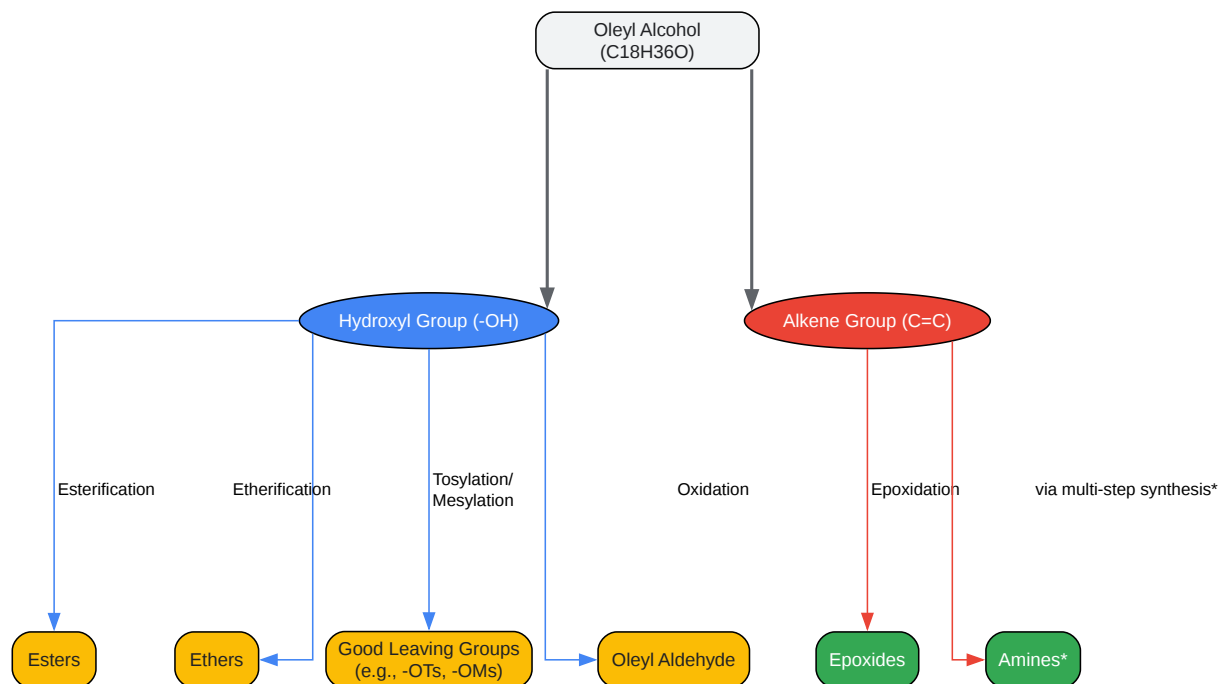 Oleyl Alcohol
(C18H36O)
Hydroxyl Group (-OH)
Alkene Group (C=C)
Esterification
Etherification
Tosylation/
Mesylation
Oxidation
Epoxidation
via multi-step synthesis*
Esters
Ethers
Good Leaving Groups
(e.g., -OTs, -OMs)
Oleyl Aldehyde
Epoxides
Amines*